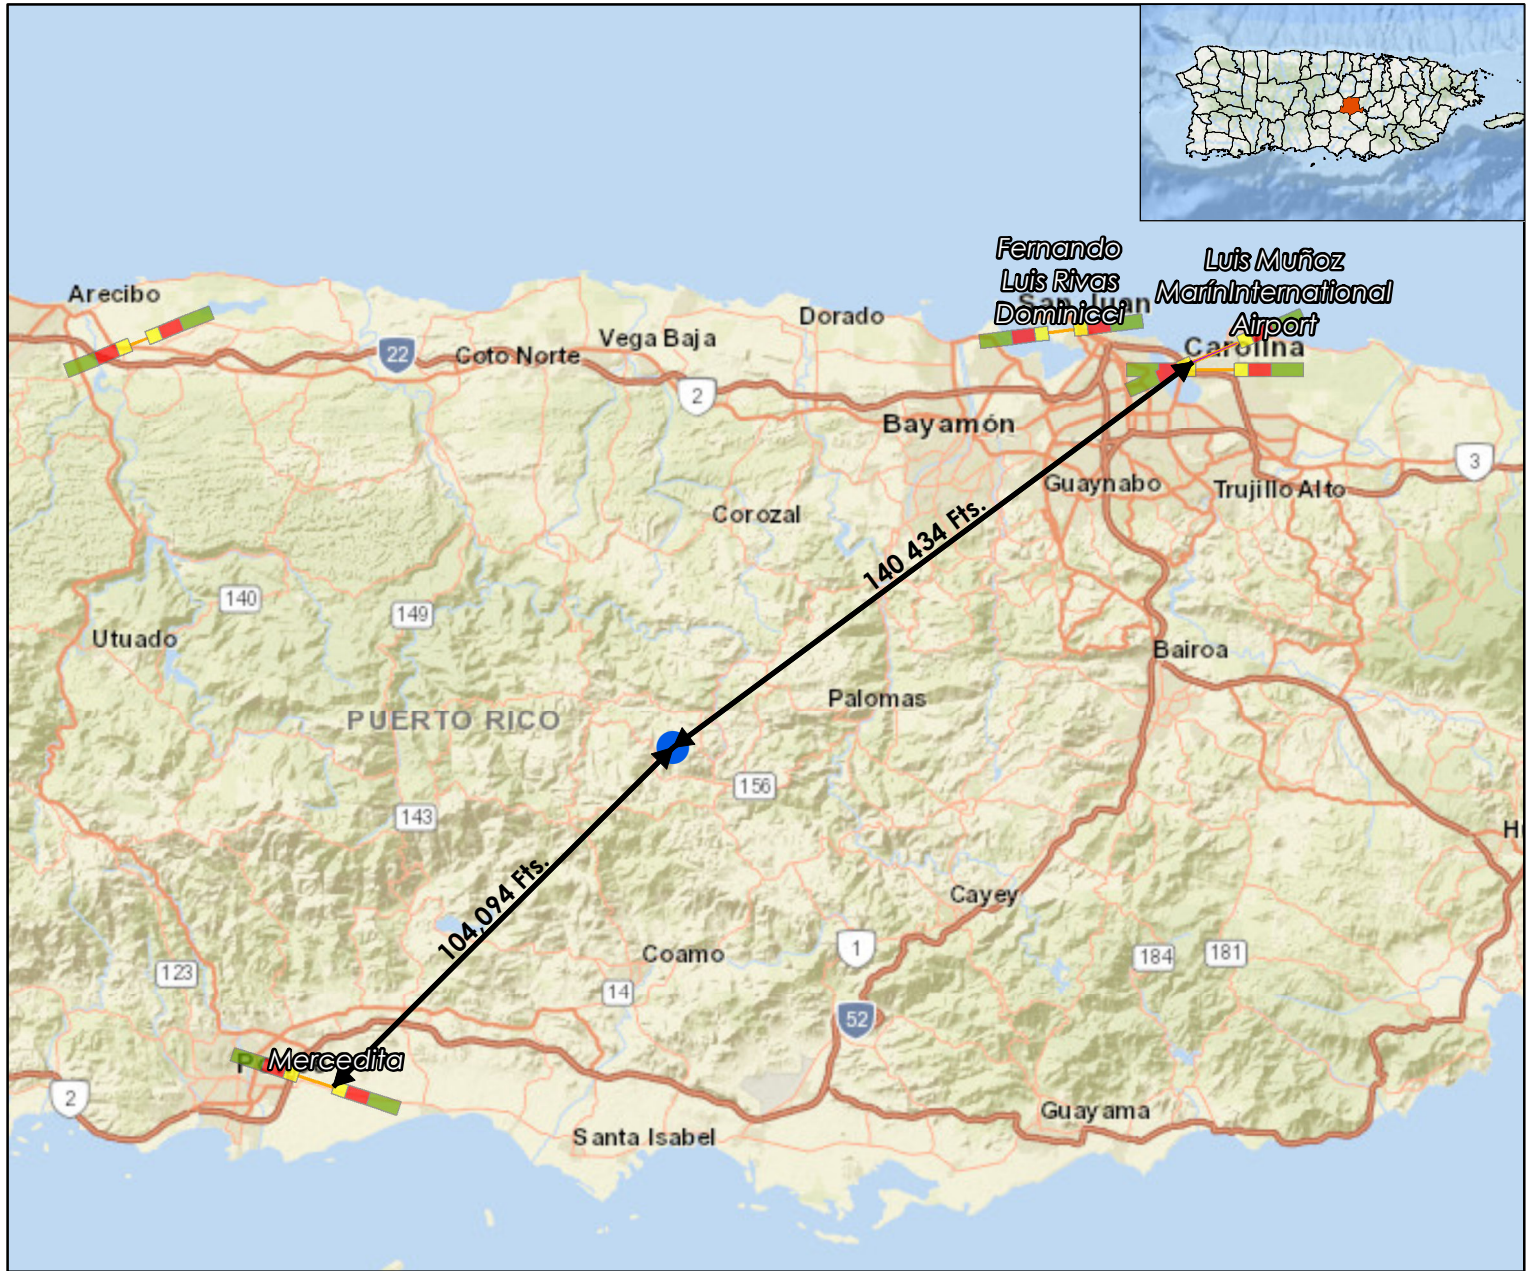 Fernando
Luis Rivas
Dominicci
Luis Muñoz
MarínInternational
Airport
San Juan
Arecibo
Dorado
Vega Baja
Coto Norte
22
2
Carolina
Bayamón
3
Guaynabo
Trujillo Alto
Corozal
140 434 Fts.
140
149
Utuado
Bairoa
Palomas
PUERTO RICO
156
143
104,094 Fts.
Cayey
Coamo
1
184
181
123
14
52
Mercedita
2
Guayama
Santa Isabel